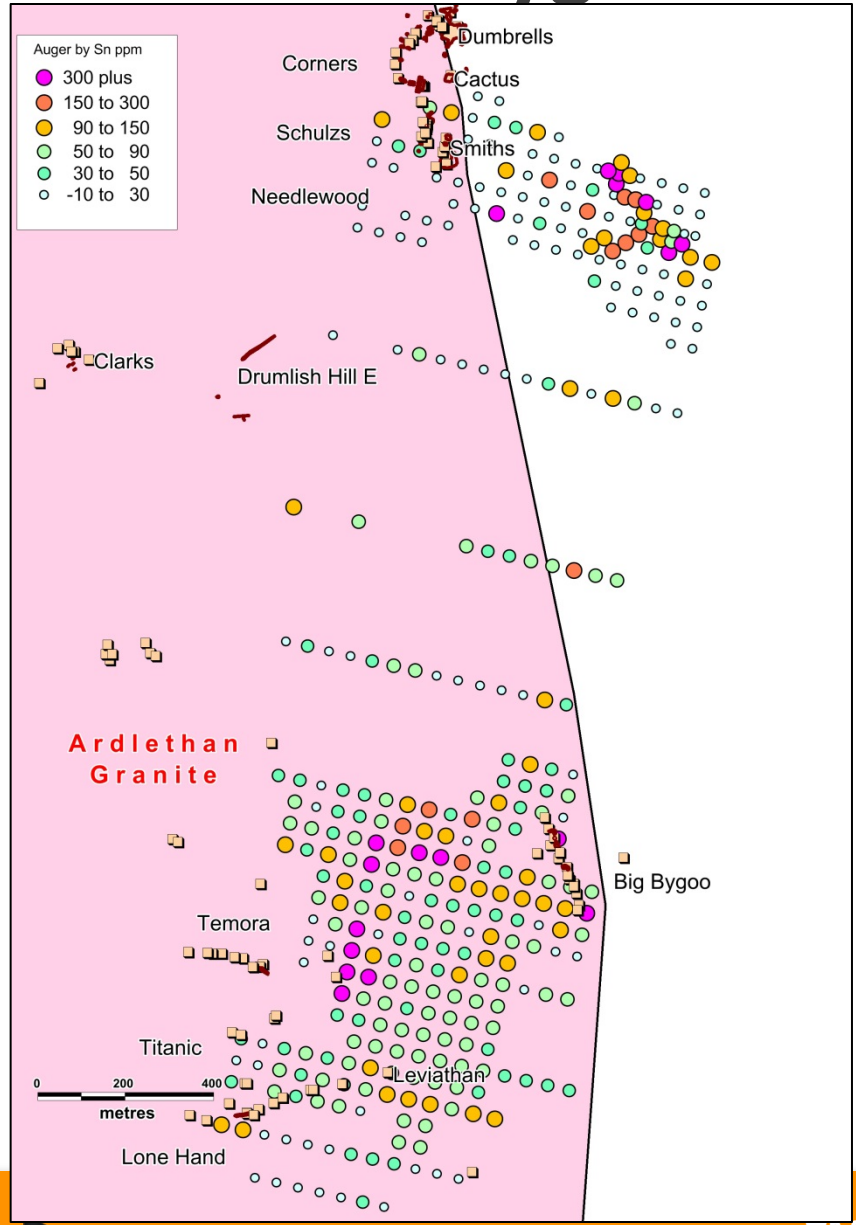 Auger by Sn ppm
300 plus
150 to 300
90 to 150
50 to 90
30 to 50
-10 to 30
Dumbrells
Corners
Cactus
Schulzs
Smiths
Needlewood
Clarks
Drumlish Hill E
Ardlethan
Granite
Big Bygoo
Temora
Titanic
Leviathan
0 200 400
metres
Lone Hand